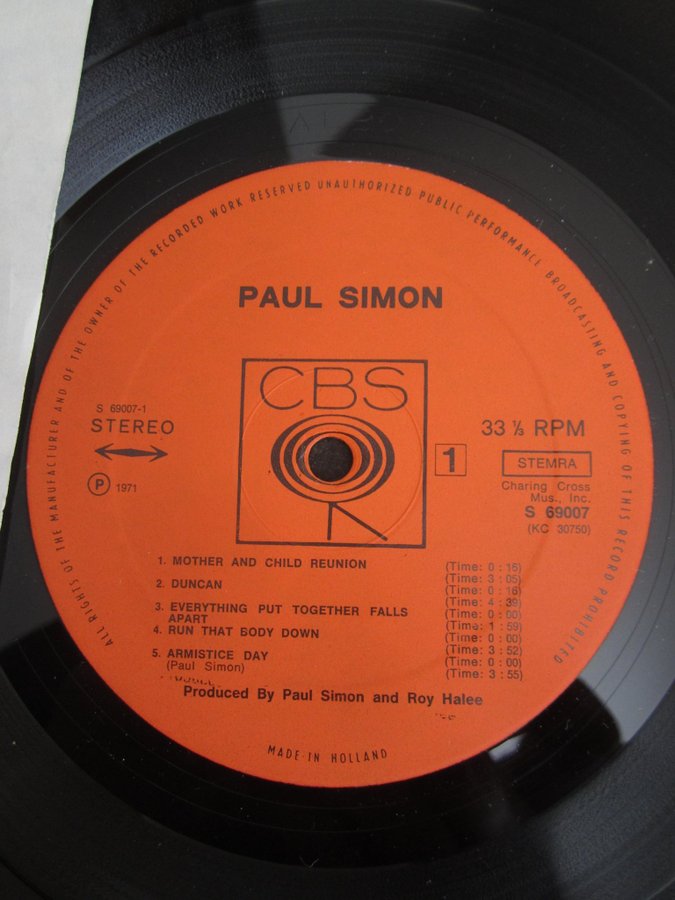 ALL RIGHTS OF THE MANUFACTURER AND OF THE OWNER OF THE RECORDED WORK RESERVED UNAUTHORIZED PUBLIC PERFORMANCE BROADCASTING AND COPYING OF THIS RECORD PROHIBITED
PAUL SIMON
CBS
S 69007-1
STEREO
P 1971
1
33 ⅓ RPM
STEMRA
Charing Cross
Mus., Inc.
S 69007
(KC 30750)
1. MOTHER AND CHILD REUNION
2. DUNCAN
3. EVERYTHING PUT TOGETHER FALLS
APART
4. RUN THAT BODY DOWN
5. ARMISTICE DAY
(Paul Simon)
(Time: 0 : 15)
(Time: 3 : 05)
(Time: 0 : 16)
(Time: 4 : 39)
(Time: 0 : 00)
(Time: 1 : 59)
(Time: 0 : 00)
(Time: 3 : 52)
(Time: 0 : 00)
(Time: 3 : 55)
Produced By Paul Simon and Roy Halee
MADE IN HOLLAND